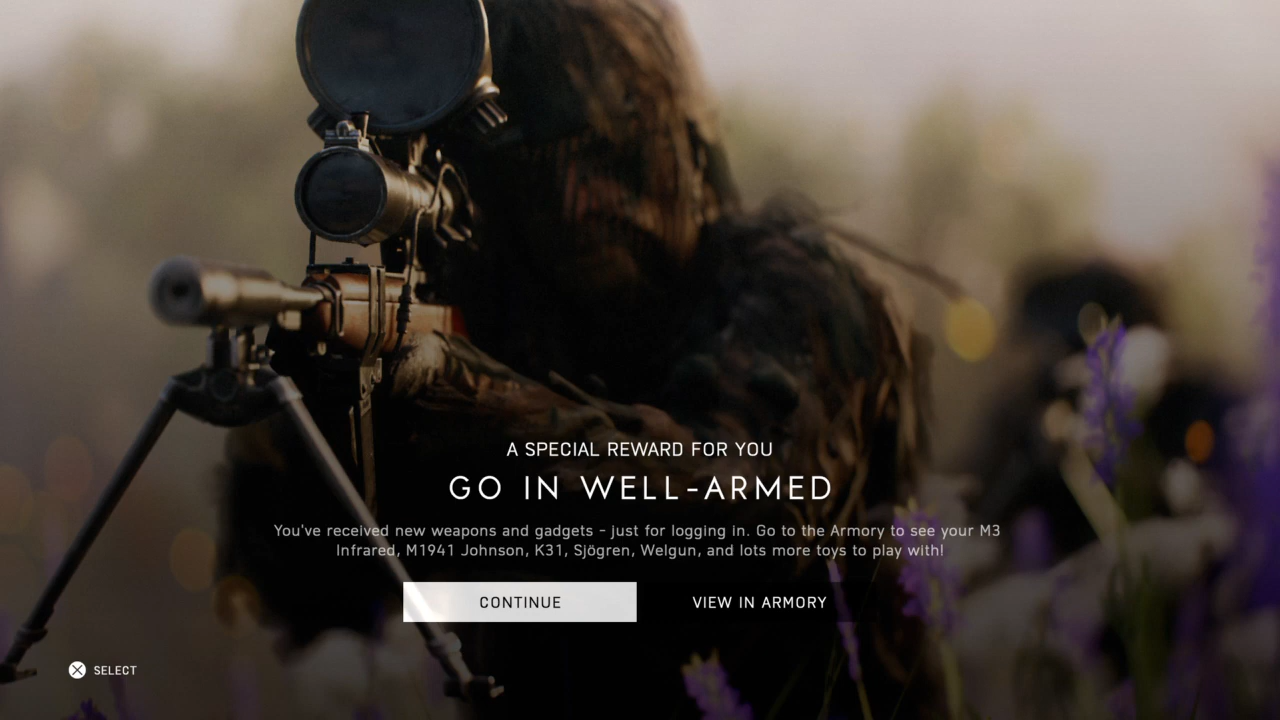 A SPECIAL REWARD FOR YOU
GO IN WELL-ARMED
You've received new weapons and gadgets - just for logging in. Go to the Armory to see your M3
Infrared, M1941 Johnson, K31, Sjögren, Welgun, and lots more toys to play with!
CONTINUE
VIEW IN ARMORY
SELECT